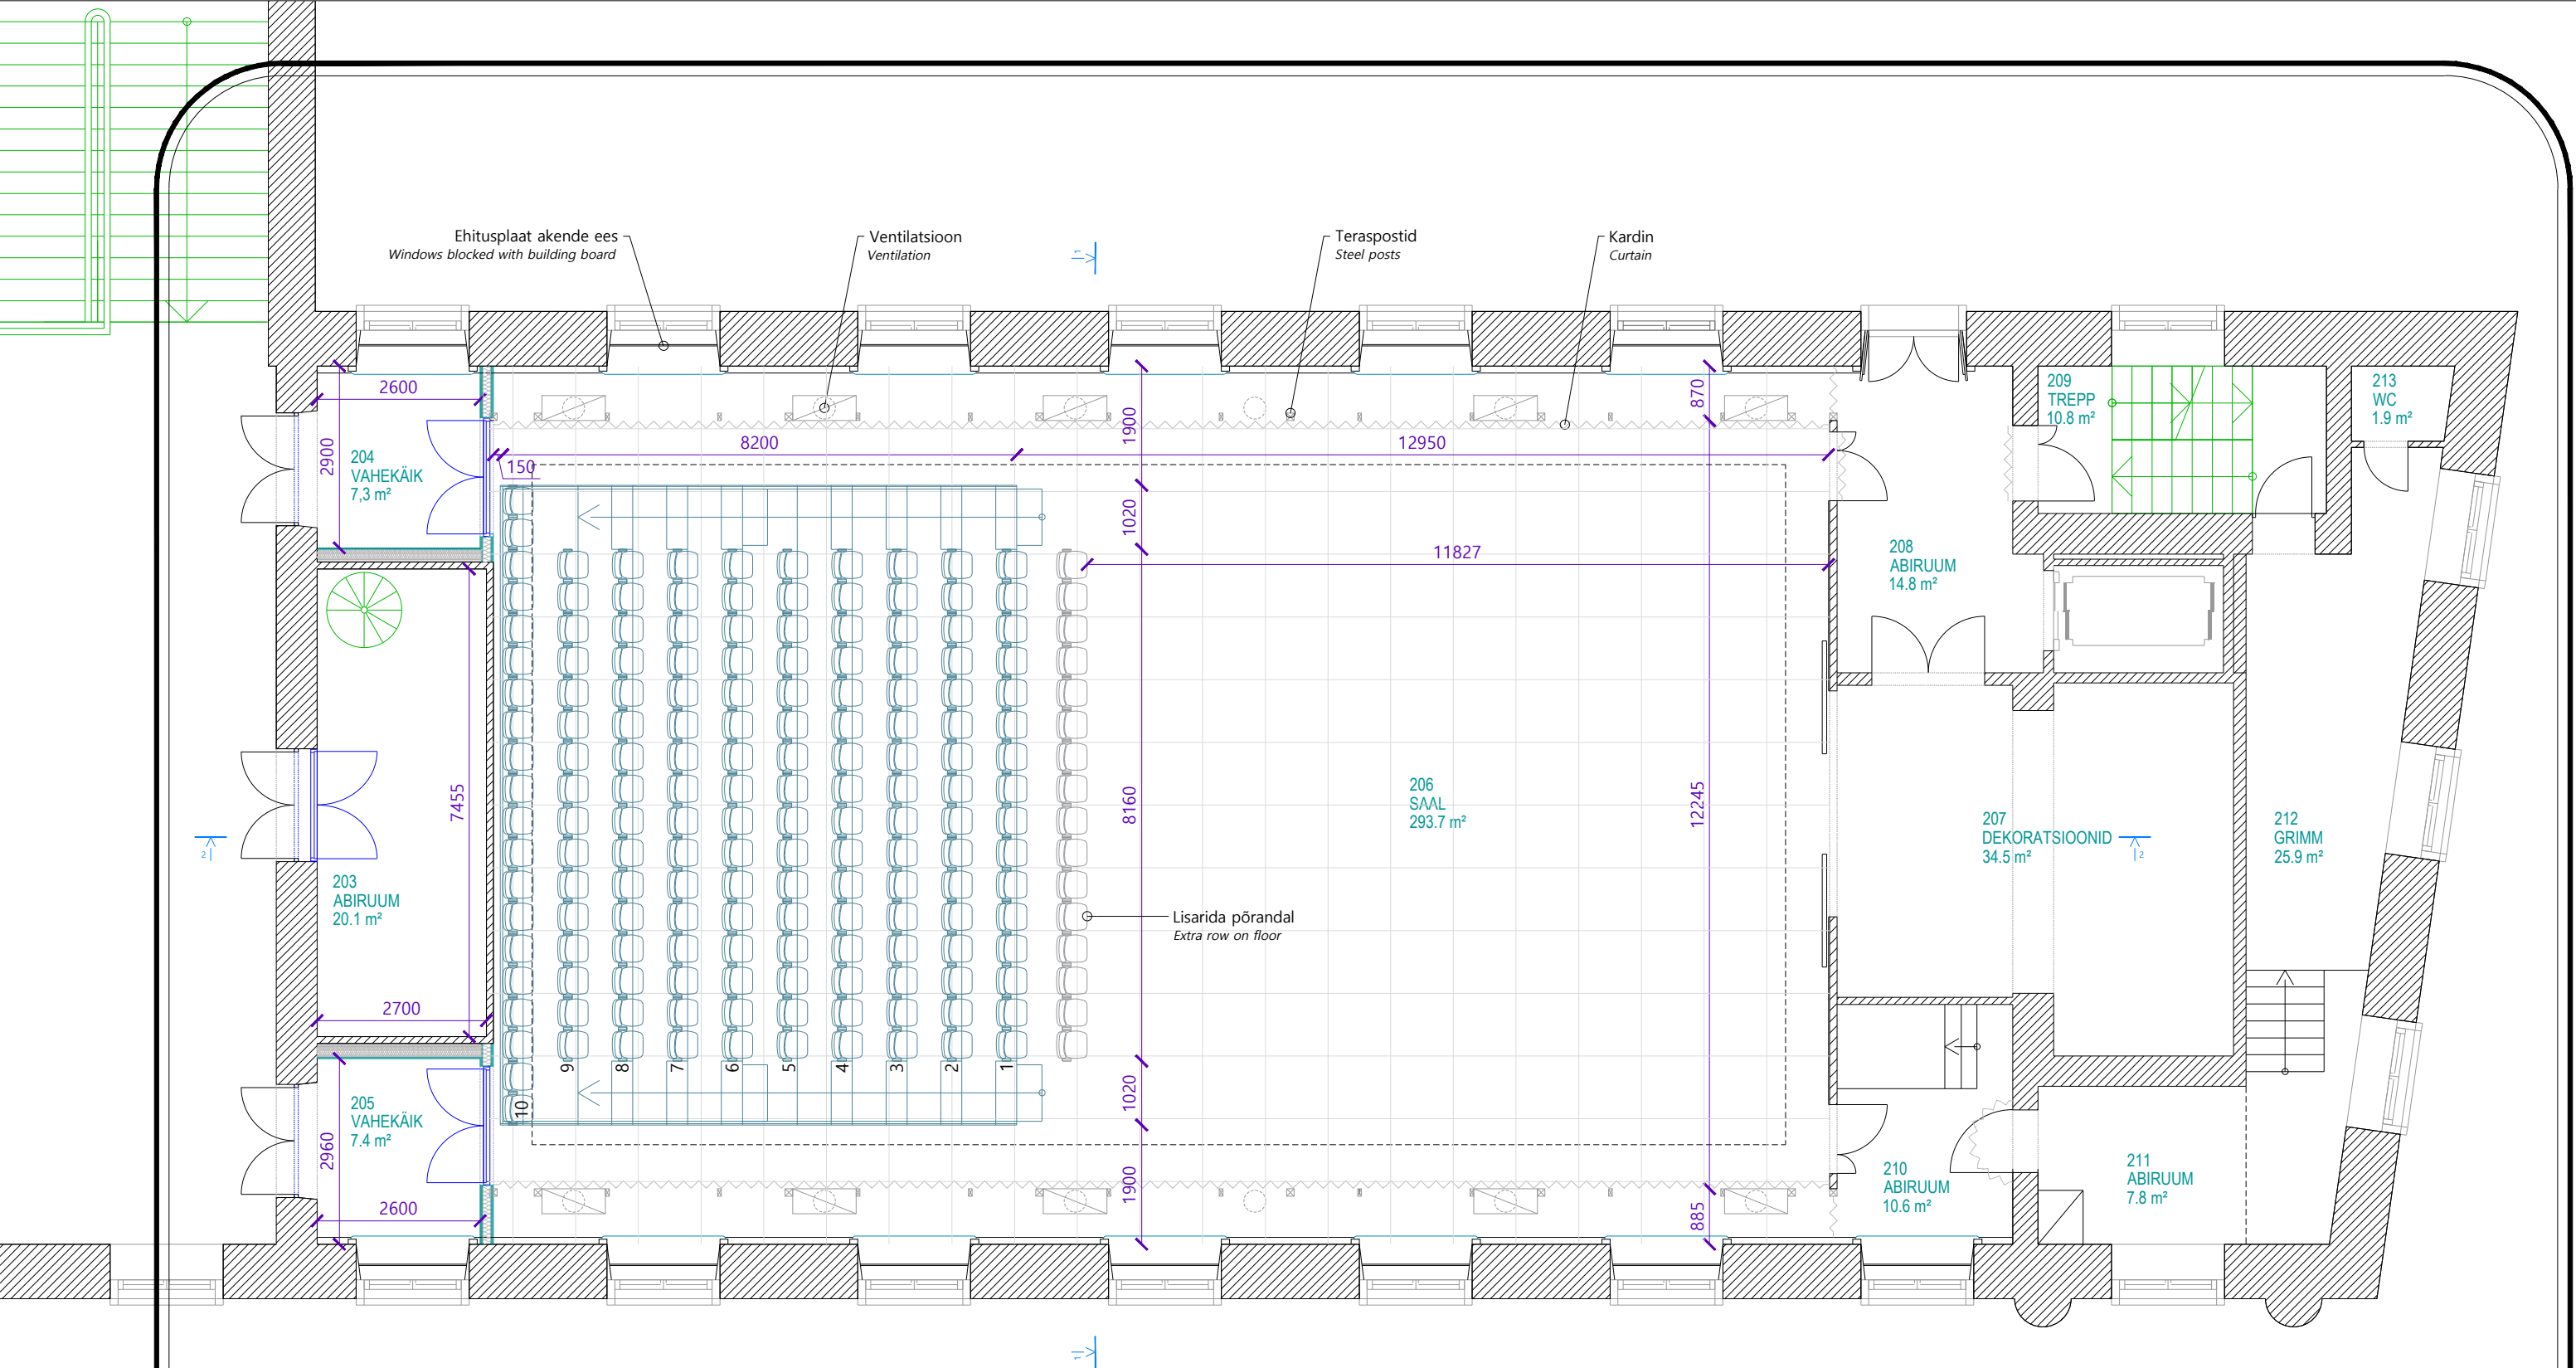 Ehitusplaat akende ees
Windows blocked with building board
Ventilatsioon
Ventilation
Teraspostid
Steel posts
Kardin
Curtain
1
2600
2900
204
VAHEKÄIK
7,3 m²
8200
150
1900
1020
12950
870
11827
209
TREPP
10.8 m²
213
WC
1.9 m²
208
ABIRUUM
14.8 m²
7455
203
ABIRUUM
20.1 m²
2700
2
8160
206
SAAL
293.7 m²
12245
207
DEKORATSIOONID
34.5 m²
2
212
GRIMM
25.9 m²
Lisarida põrandal
Extra row on floor
10
9
8
7
6
5
4
3
2
1
1020
1900
885
205
VAHEKÄIK
7.4 m²
2960
2600
210
ABIRUUM
10.6 m²
211
ABIRUUM
7.8 m²
1